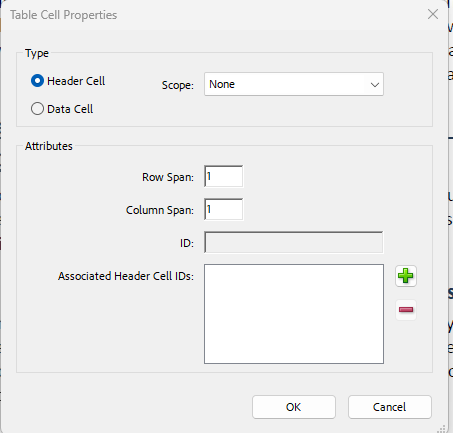 Table Cell Properties
Type
Header Cell
Scope: None
Data Cell
Attributes
Row Span: 1
Column Span: 1
ID:
Associated Header Cell IDs:
OK Cancel